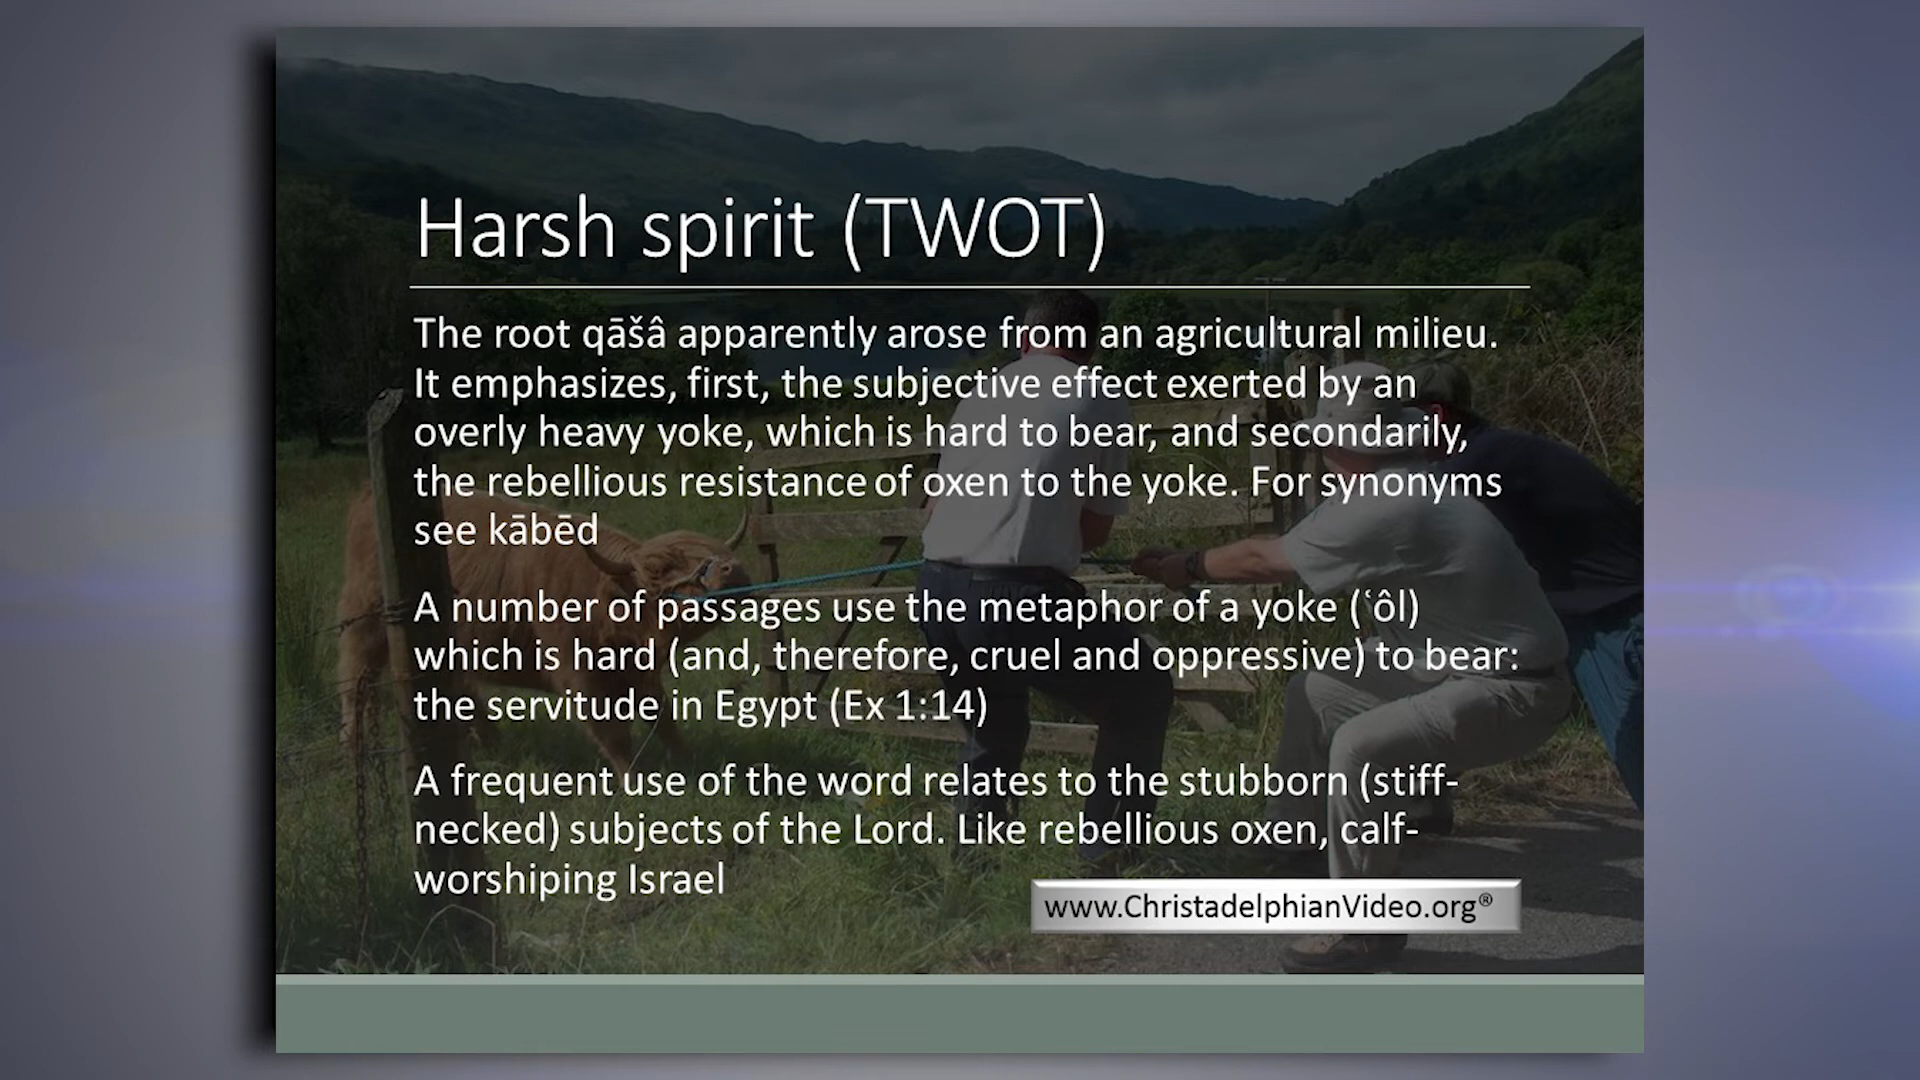 Harsh spirit (TWOT)
The root qāšâ apparently arose from an agricultural milieu.
It emphasizes, first, the subjective effect exerted by an
overly heavy yoke, which is hard to bear, and secondarily,
the rebellious resistance of oxen to the yoke. For synonyms
see kābēd
A number of passages use the metaphor of a yoke (ʿôl)
which is hard (and, therefore, cruel and oppressive) to bear:
the servitude in Egypt (Ex 1:14)
A frequent use of the word relates to the stubborn (stiff-
necked) subjects of the Lord. Like rebellious oxen, calf-
worshiping Israel
www.ChristadelphianVideo.org®